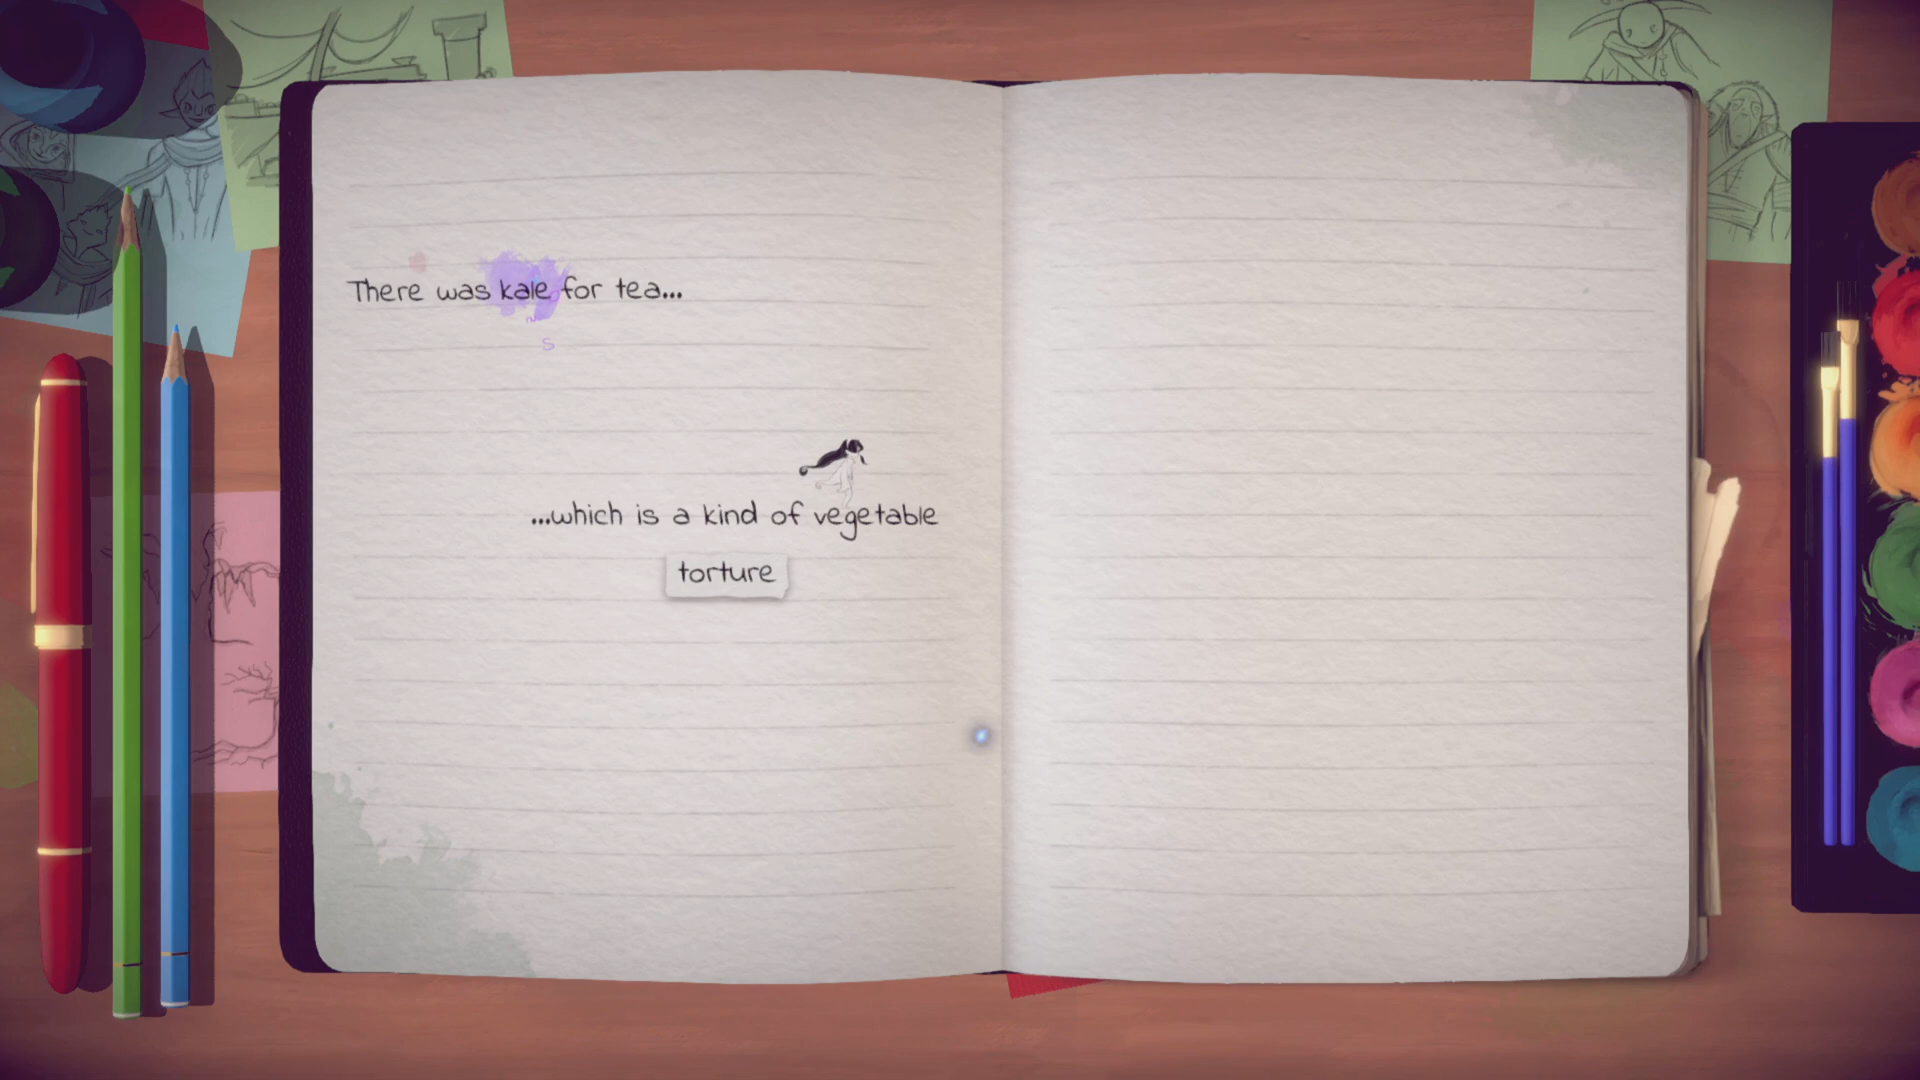 There was kale for tea...
s
...which is a kind of vegetable
torture